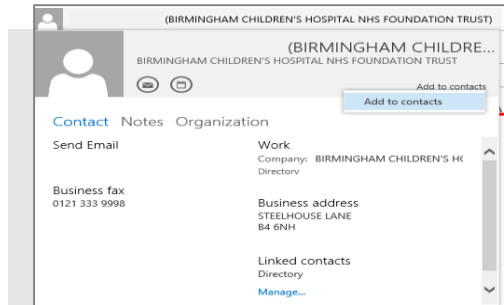 (BIRMINGHAM CHILDREN'S HOSPITAL NHS FOUNDATION TRUST)
(BIRMINGHAM CHILDRE...
BIRMINGHAM CHILDREN'S HOSPITAL NHS FOUNDATION TRUST
Add to contacts
Add to contacts
Contact Notes Organization
Send Email
Business fax
0121 333 9998
Work
Company: BIRMINGHAM CHILDREN'S HO
Directory
Business address
STEELHOUSE LANE
B4 6NH
Linked contacts
Directory
Manage...